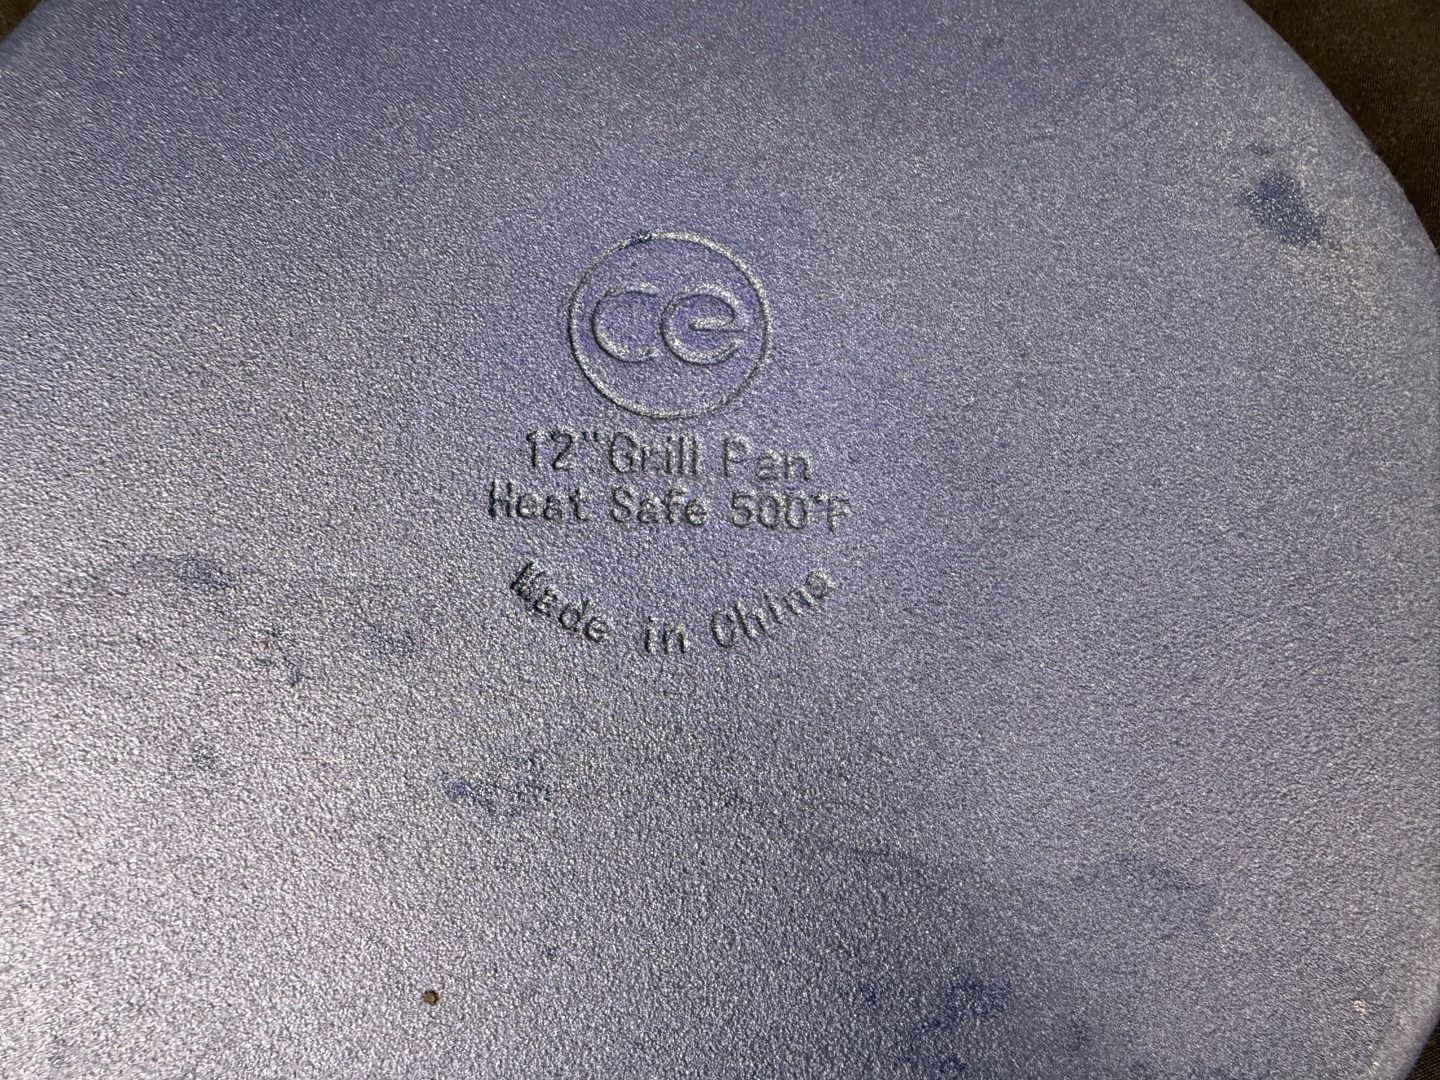 ce
12" Grill Pan
Heat Safe 500°F
Made in China